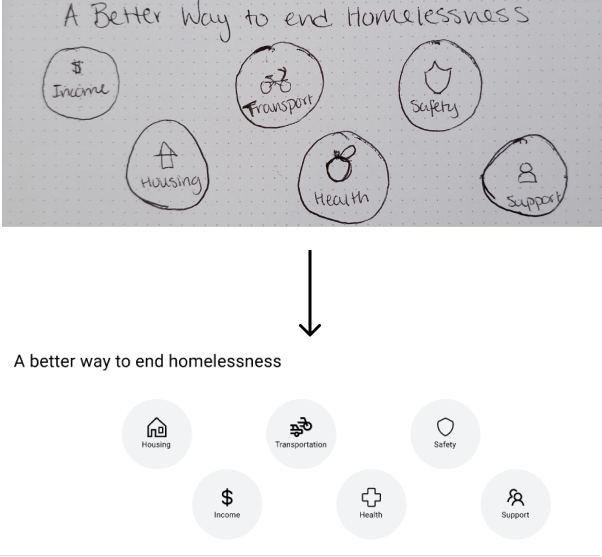 A Better Way to end Homelessness
$
Income
Transport
Safety
Housing
Health
Support
A better way to end homelessness
Housing
Transportation
Safety
$
Income
Health
Support